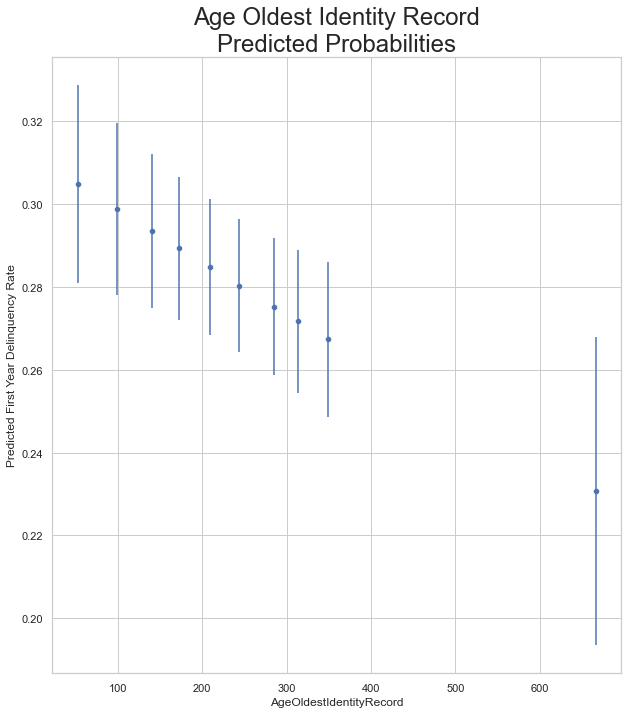 Age Oldest Identity Record
Predicted Probabilities
Predicted First Year Delinquency Rate
0.32
0.30
0.28
0.26
0.24
0.22
0.20
100 200 300 400 500 600
AgeOldestIdentityRecord